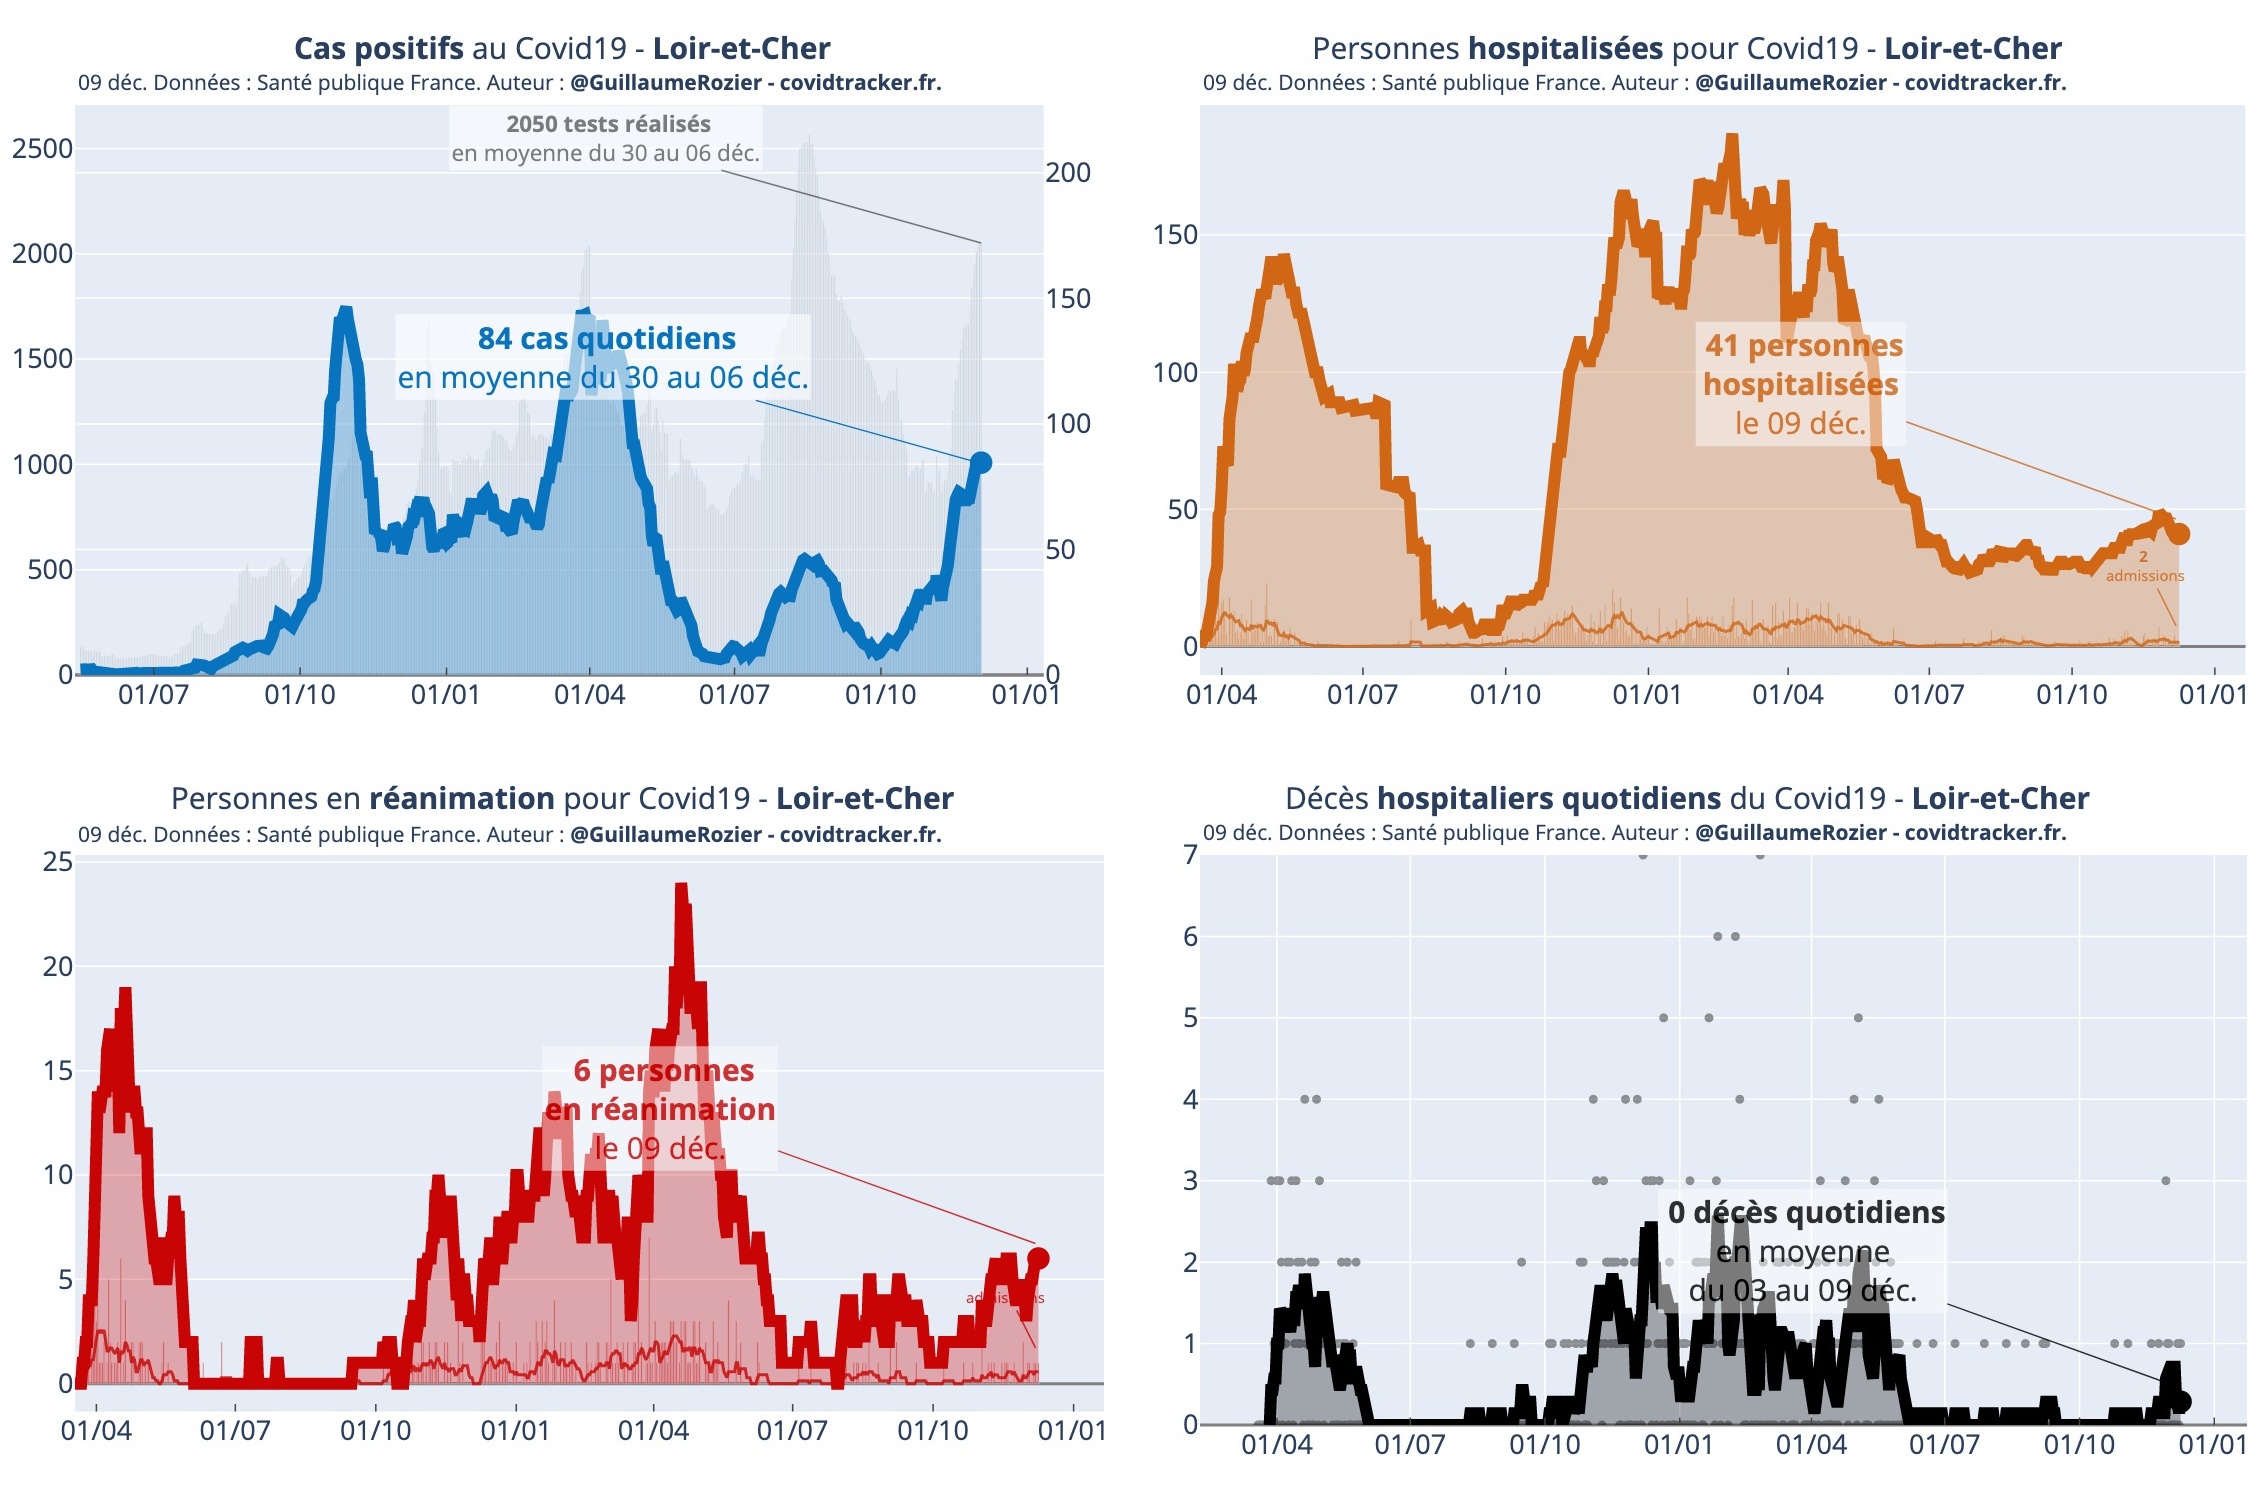 Cas positifs au Covid19 - Loir-et-Cher
09 déc. Données : Santé publique France. Auteur : @GuillaumeRozier - covidtracker.fr.
2050 tests réalisés
en moyenne du 30 au 06 déc.
84 cas quotidiens
en moyenne du 30 au 06 déc.
2500
2000
1500
1000
500
0
200
150
100
50
0
01/07
01/10
01/01
01/04
01/07
01/10
01/01
Personnes hospitalisées pour Covid19 - Loir-et-Cher
09 déc. Données : Santé publique France. Auteur : @GuillaumeRozier - covidtracker.fr.
150
100
50
0
41 personnes
hospitalisées
le 09 déc.
2
admissions
01/04
01/07
01/10
01/01
01/04
01/07
01/10
01/01
Personnes en réanimation pour Covid19 - Loir-et-Cher
09 déc. Données : Santé publique France. Auteur : @GuillaumeRozier - covidtracker.fr.
25
20
15
10
5
0
6 personnes
en réanimation
le 09 déc.
admissions
01/04
01/07
01/10
01/01
01/04
01/07
01/10
01/01
Décès hospitaliers quotidiens du Covid19 - Loir-et-Cher
09 déc. Données : Santé publique France. Auteur : @GuillaumeRozier - covidtracker.fr.
7
6
5
4
3
2
1
0
0 décès quotidiens
en moyenne
du 03 au 09 déc.
01/04
01/07
01/10
01/01
01/04
01/07
01/10
01/01